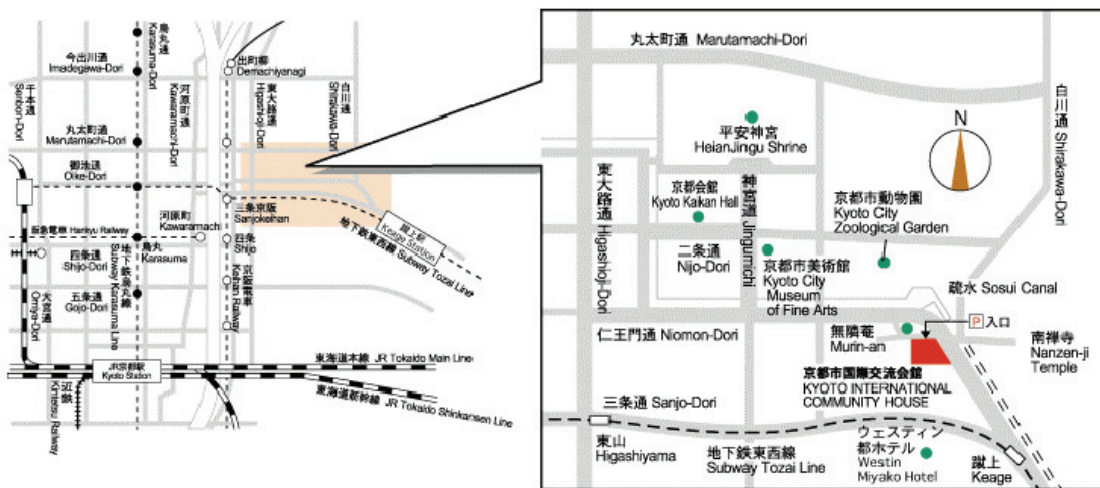 烏丸通
Karasuma-Dori
今出川通
Imadegawa-Dori
出町柳
Demachiyanagi
千本通
Senbon-Dori
河原町通
Kawaramachi-Dori
東大路通
Higashi-oji-Dori
白川通
Shirakawa-Dori
丸太町通
Marutamachi-Dori
御池通
Oike-Dori
三条京阪
Sanjokeihan
河原町
Kawaramachi
蹴上駅
Keage Station
地下鉄東西線 Subway Tozai Line
阪急電車 Hankyu Railway
烏丸
Karasuma
四条
Shijo
四条通
Shijo-Dori
地下鉄烏丸線
Subway Karasuma Line
京阪電車
Keihan Railway
五条通
Gojo-Dori
大宮通
Omiya-Dori
JR京都駅
Kyoto Station
東海道本線 JR Tokaido Main Line
東海道新幹線 JR Tokaido Shinkansen Line
近鉄
Kintetsu Railway
丸太町通 Marutamachi-Dori
白川通 Shirakawa-Dori
N
平安神宮
HeianJingu Shrine
東大路通 Higashioji-Dori
京都会館
Kyoto Kaikan Hall
神宮道 Jingumichi
京都市動物園
Kyoto City
Zoological Garden
二条通
Nijo-Dori
京都市美術館
Kyoto City
Museum
of Fine Arts
疏水 Sosui Canal
P 入口
仁王門通 Niomon-Dori
無隣菴
Murin-an
南禅寺
Nanzen-ji
Temple
京都市国際交流会館
KYOTO INTERNATIONAL
COMMUNITY HOUSE
三条通 Sanjo-Dori
東山
Higashiyama
地下鉄東西線
Subway Tozai Line
ウェスティン
都ホテル
Westin
Miyako Hotel
蹴上
Keage